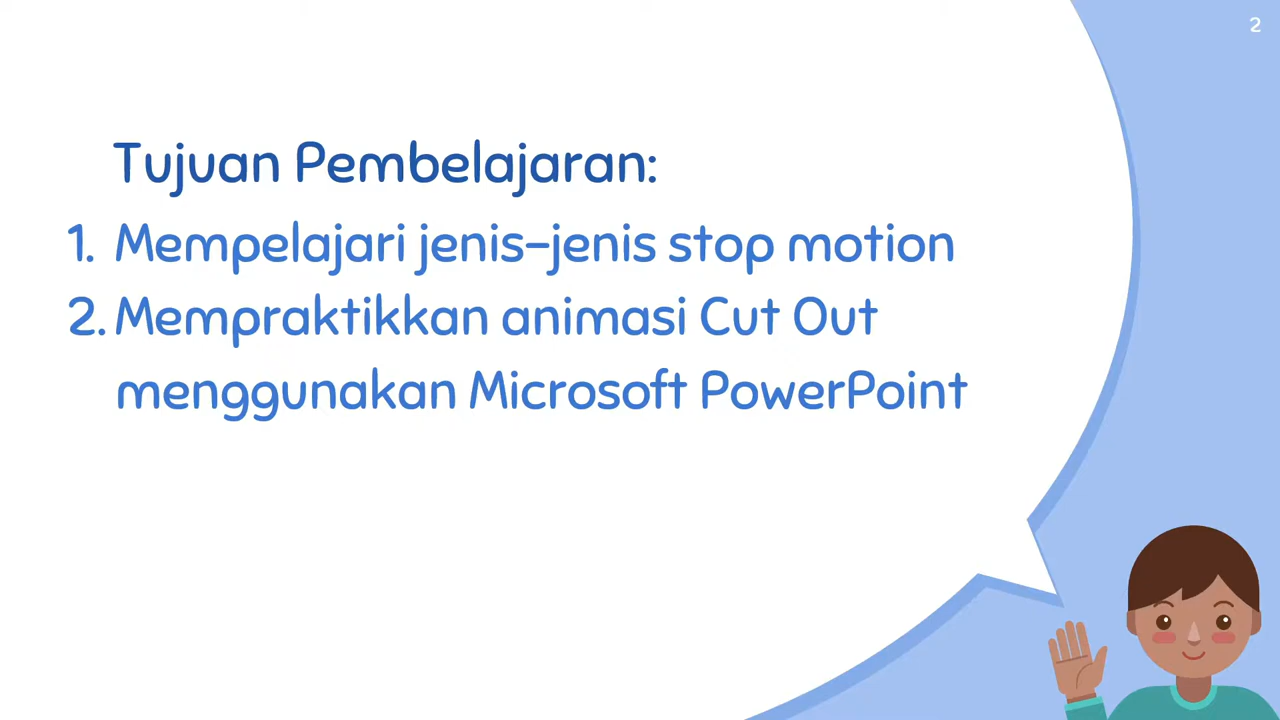 2
Tujuan Pembelajaran:
1. Mempelajari jenis-jenis stop motion
2. Mempraktikkan animasi Cut Out
menggunakan Microsoft PowerPoint